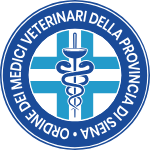 ORDINE DEI MEDICI VETERINARI DELLA PROVINCIA DI SIENA •